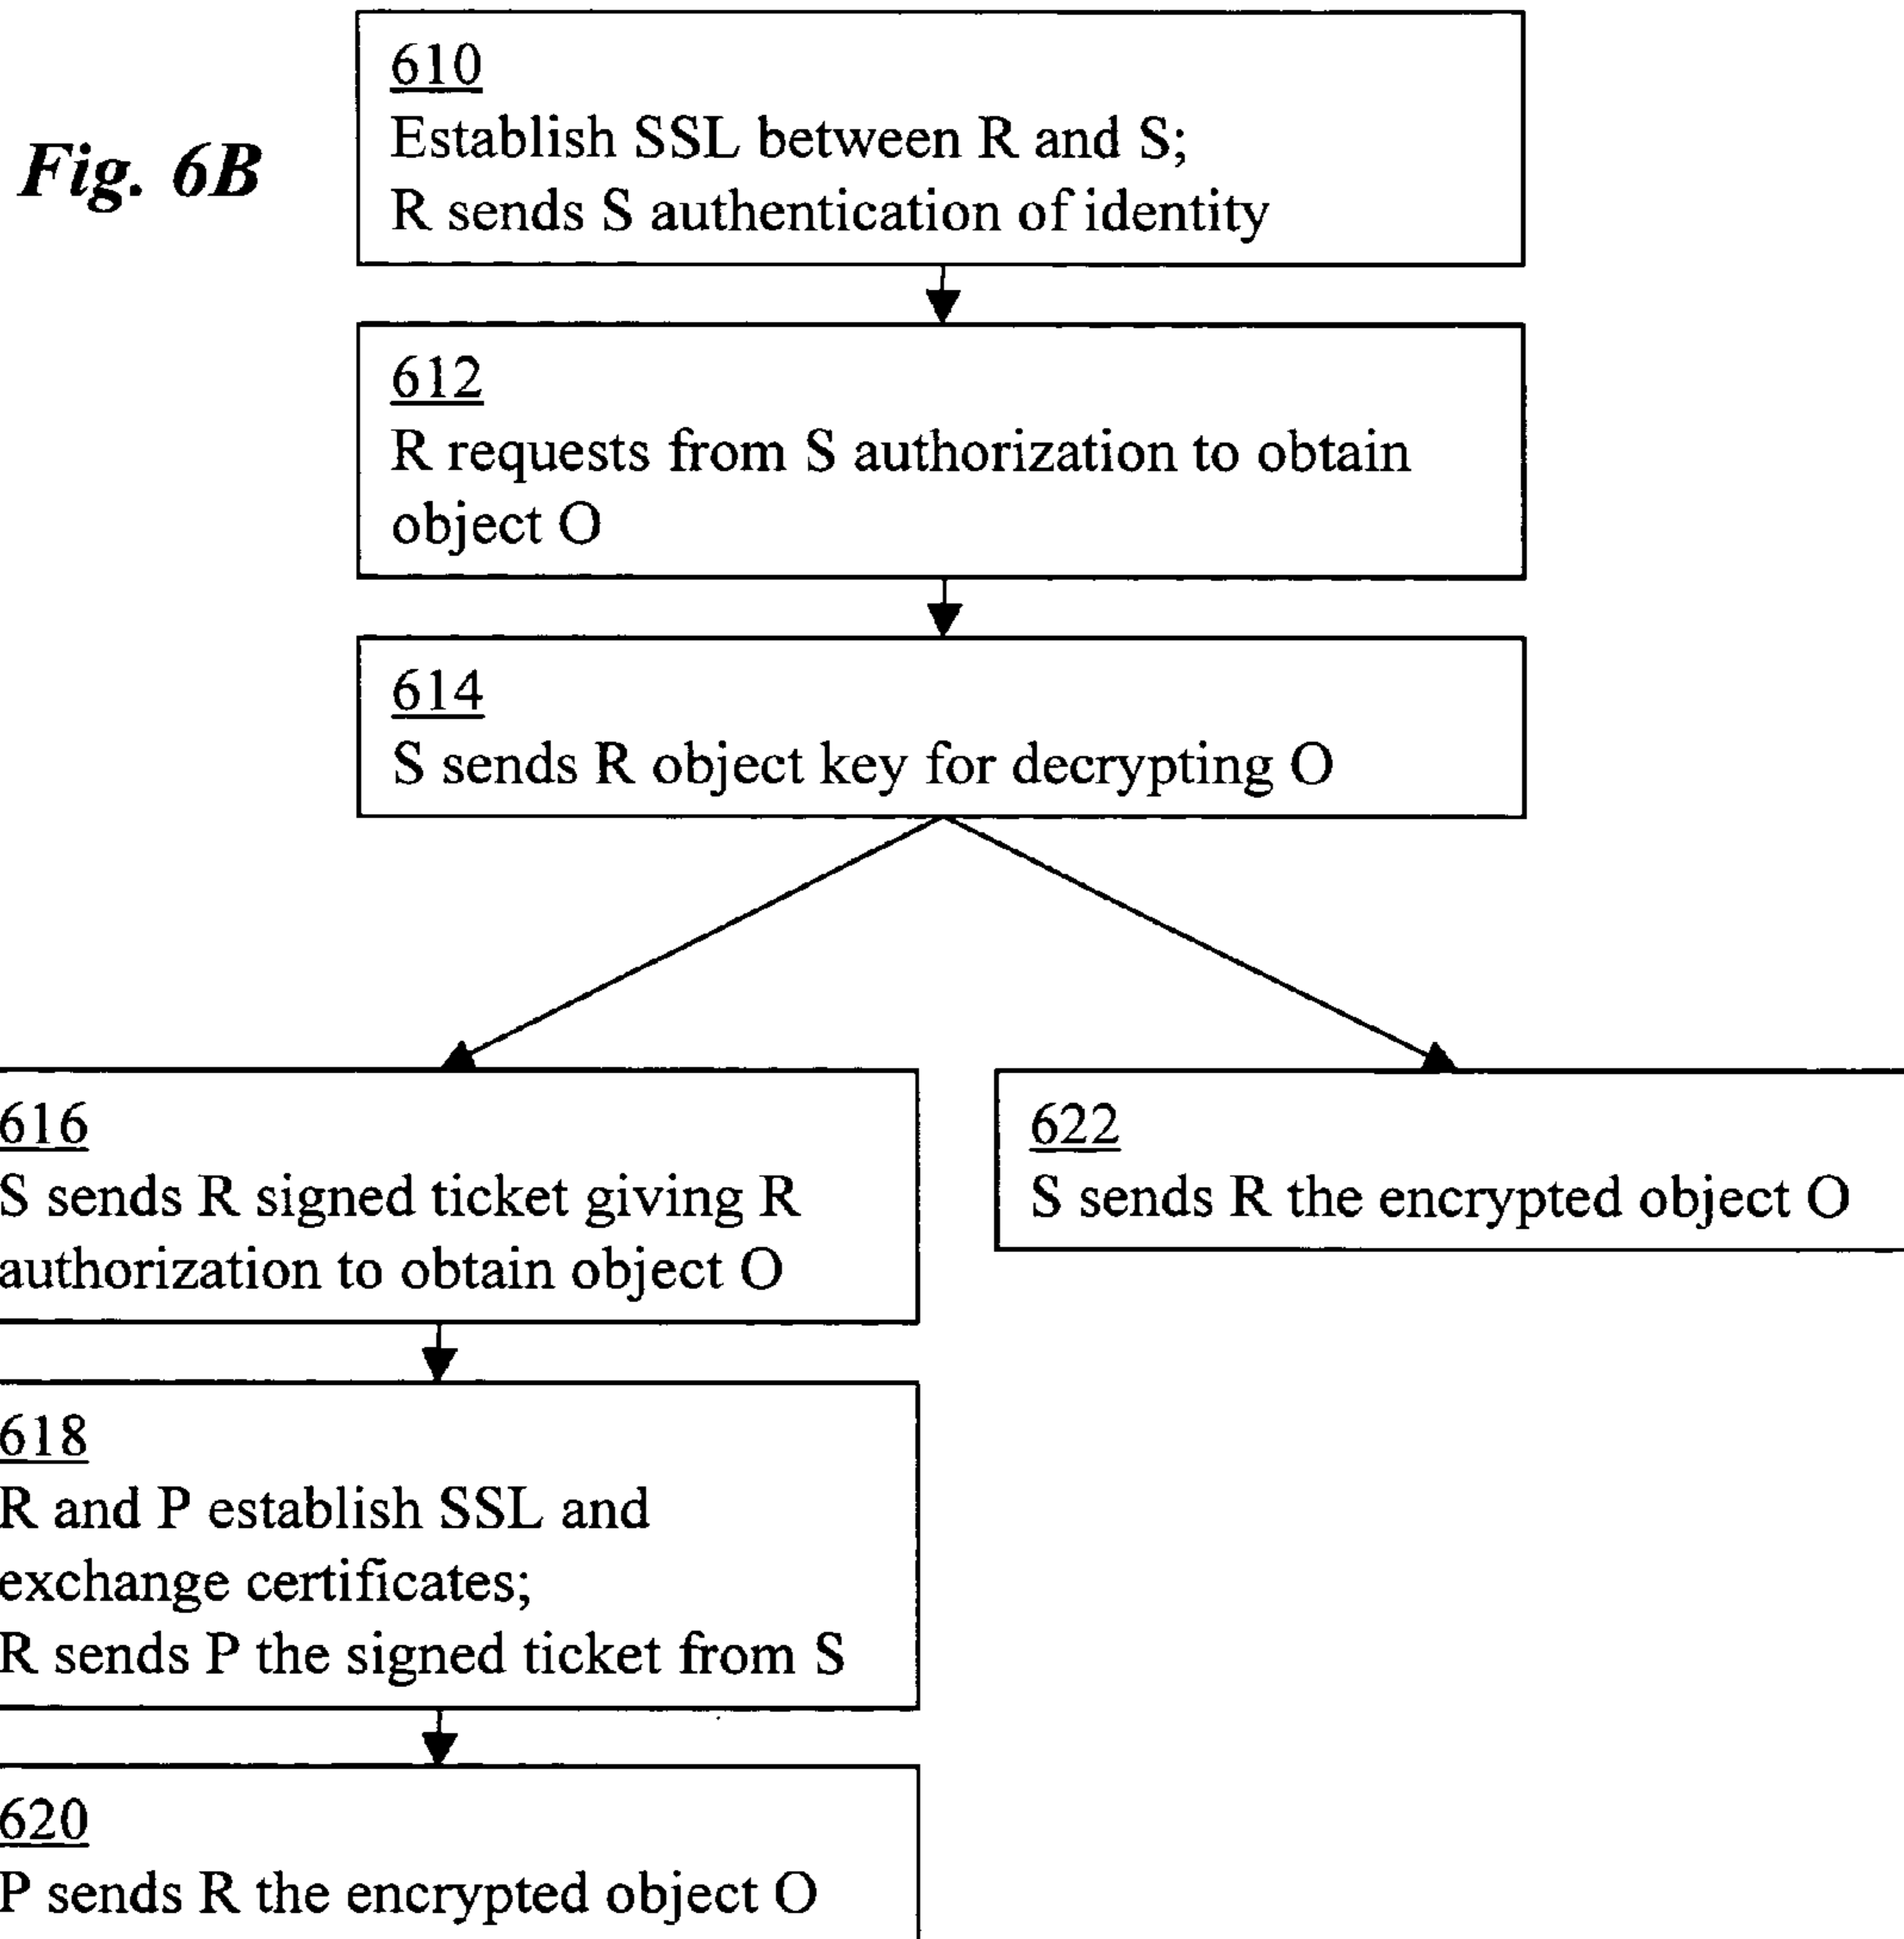 Fig. 6B
610
Establish SSL between R and S;
R sends S authentication of identity
612
R requests from S authorization to obtain
object O
614
S sends R object key for decrypting O
616
S sends R signed ticket giving R
authorization to obtain object O
622
S sends R the encrypted object O
618
R and P establish SSL and
exchange certificates;
R sends P the signed ticket from S
620
P sends R the encrypted object O